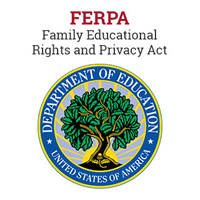 FERPA
Family Educational
Rights and Privacy Act
DEPARTMENT OF EDUCATION
UNITED STATES OF AMERICA